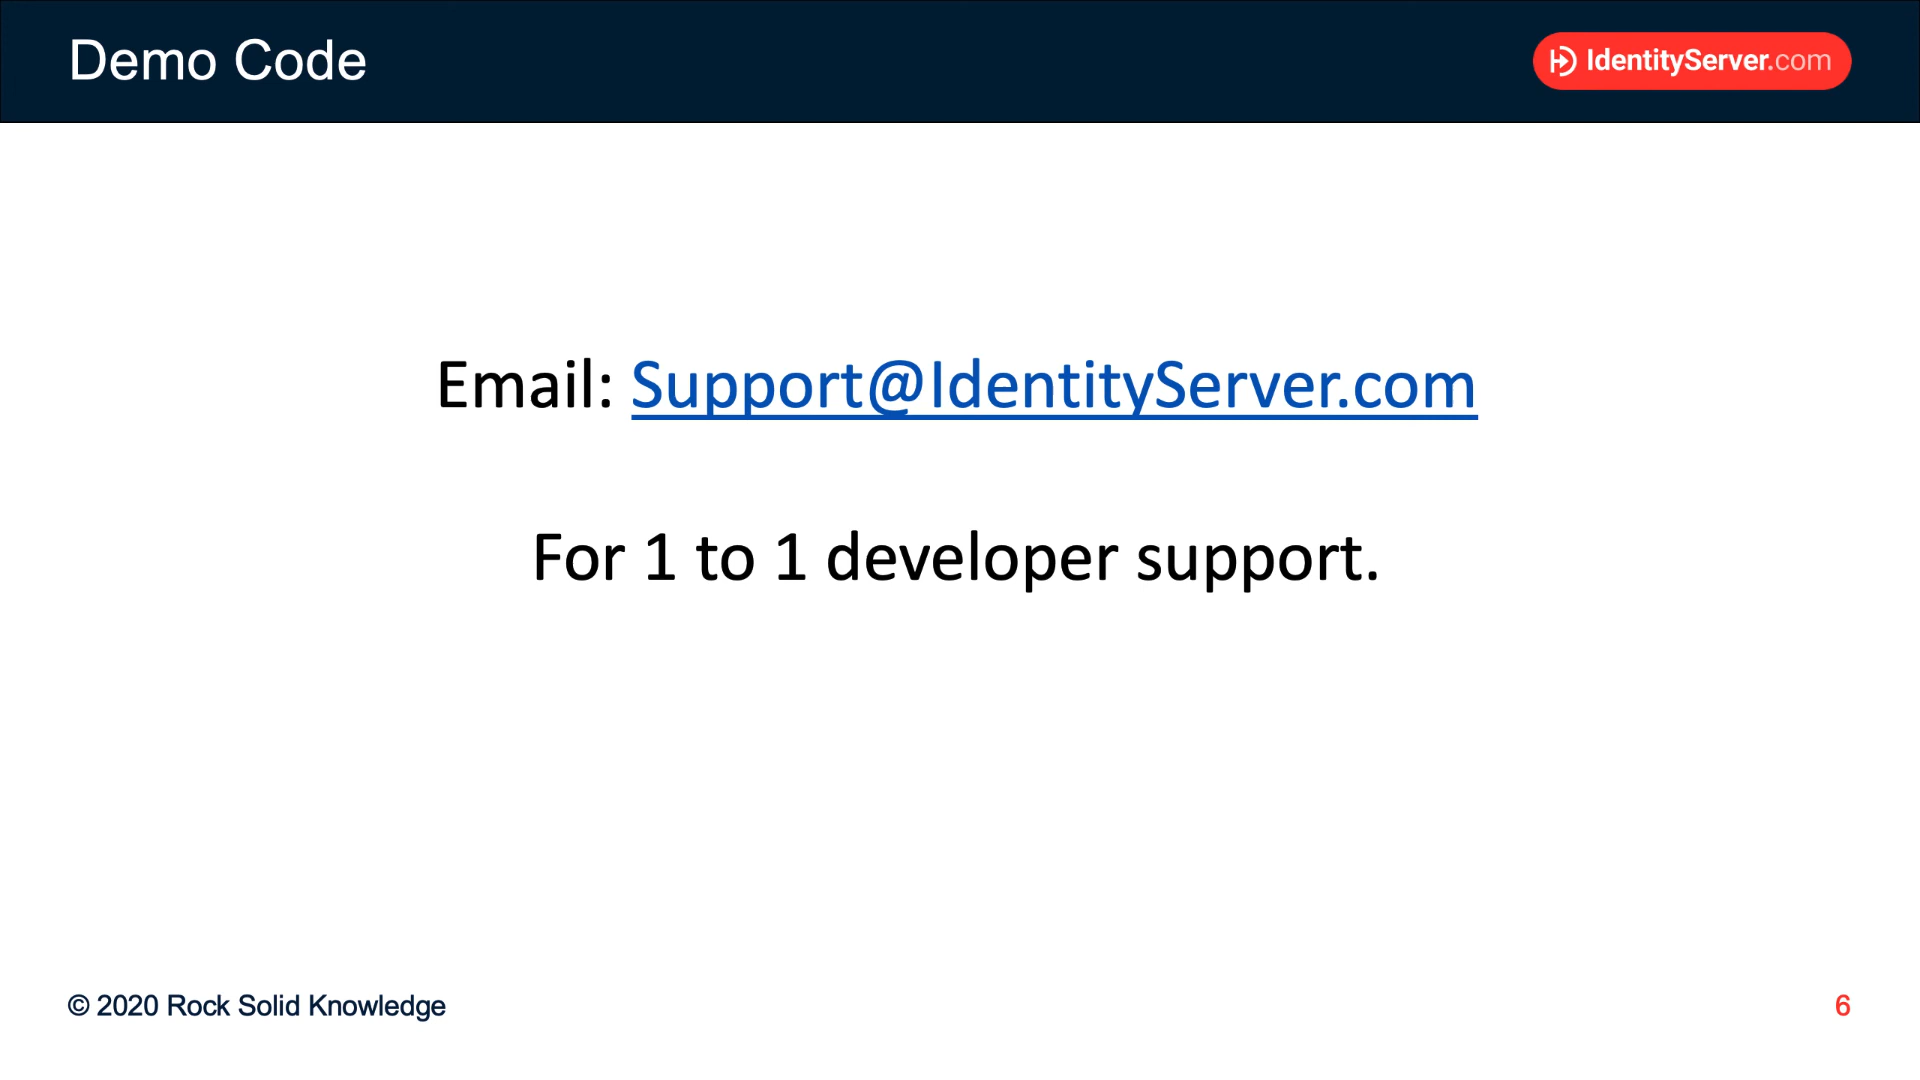 Demo Code
IdentityServer.com
Email: Support@IdentityServer.com
For 1 to 1 developer support.
© 2020 Rock Solid Knowledge
6